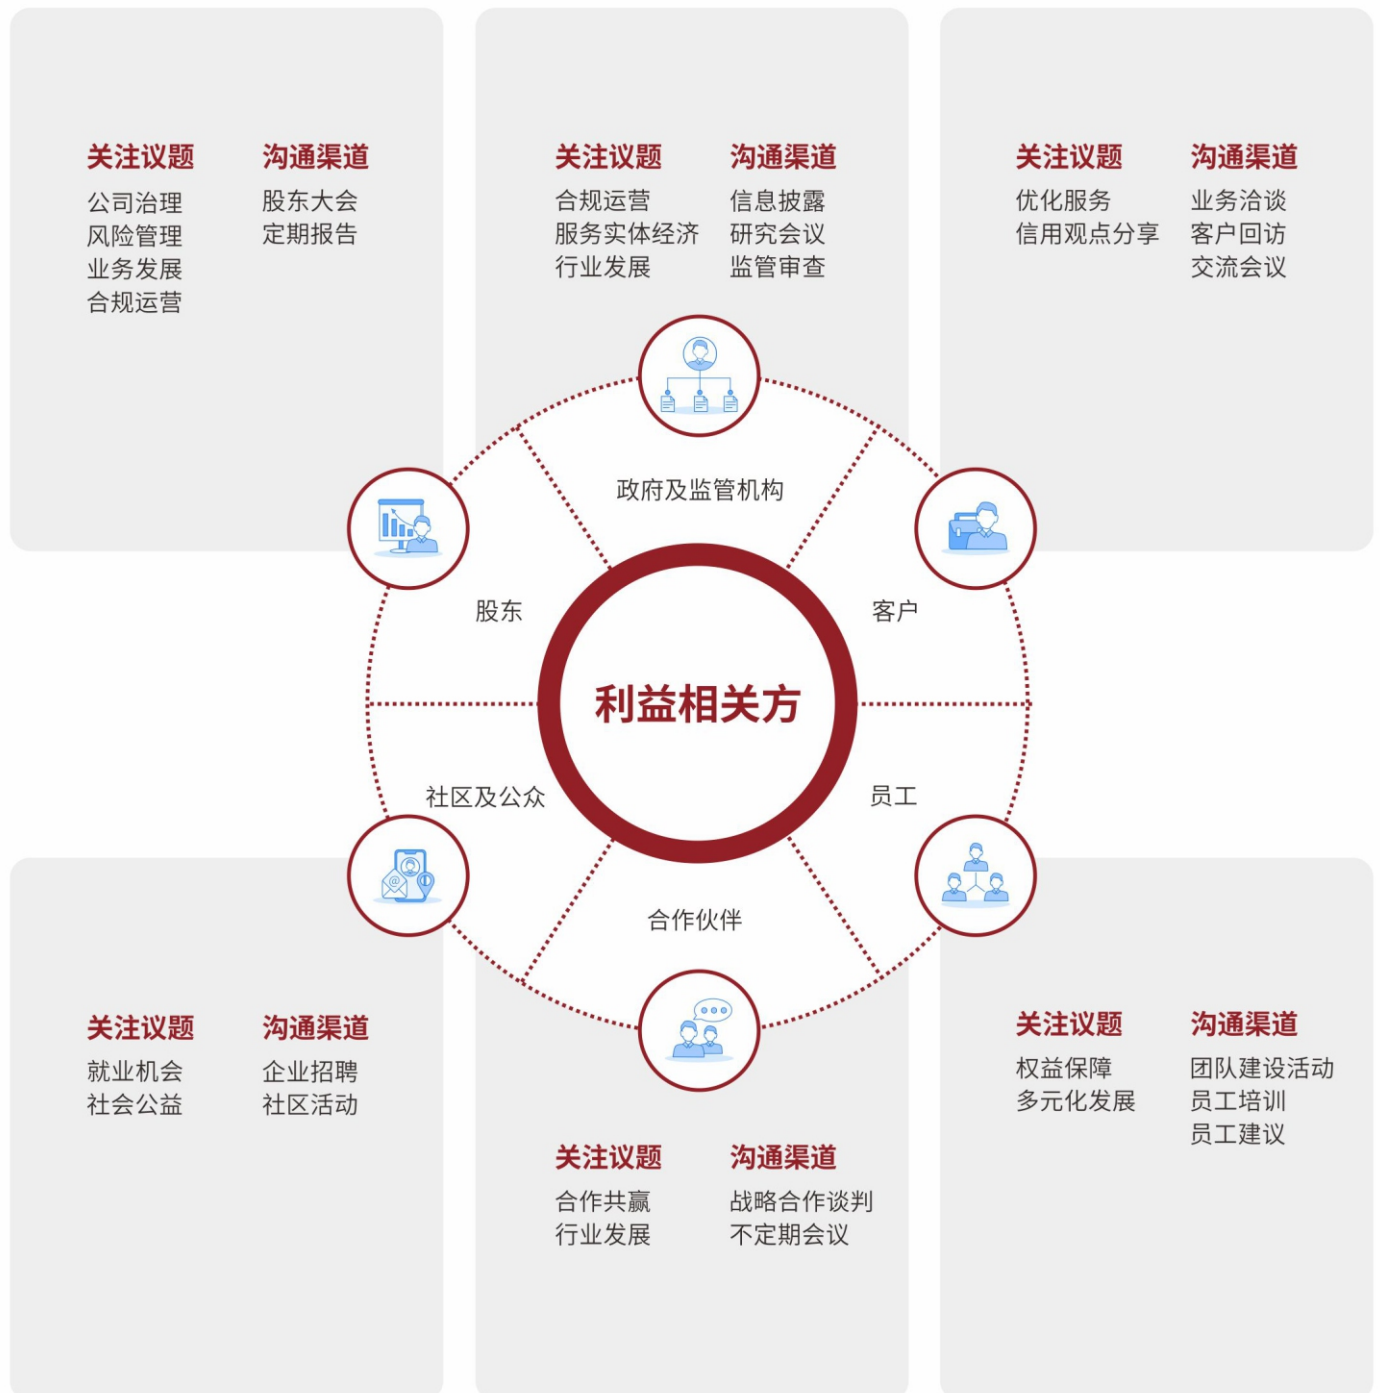 关注议题
公司治理
风险管理
业务发展
合规运营
沟通渠道
股东大会
定期报告
关注议题
合规运营
服务实体经济
行业发展
沟通渠道
信息披露
研究会议
监管审查
关注议题
优化服务
信用观点分享
沟通渠道
业务洽谈
客户回访
交流会议
政府及监管机构
股东
客户
利益相关方
社区及公众
员工
合作伙伴
关注议题
就业机会
社会公益
沟通渠道
企业招聘
社区活动
关注议题
合作共赢
行业发展
沟通渠道
战略合作谈判
不定期会议
关注议题
权益保障
多元化发展
沟通渠道
团队建设活动
员工培训
员工建议